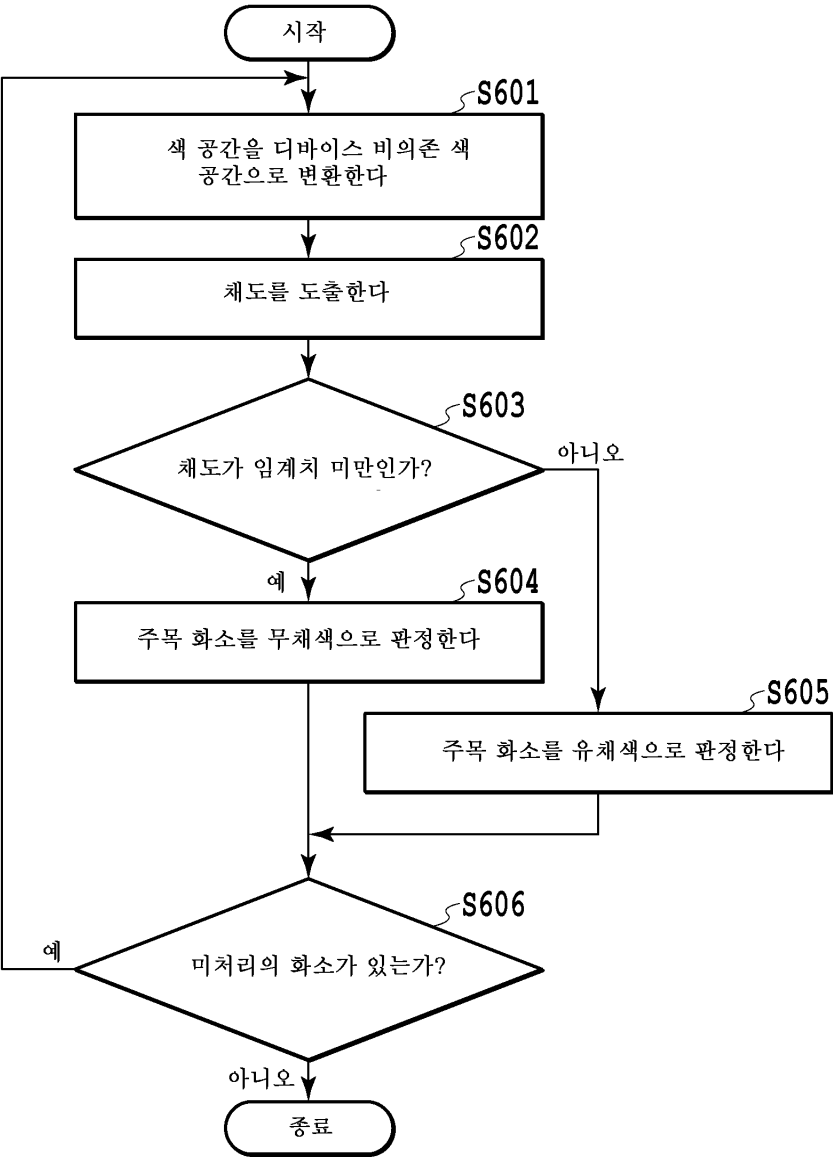 시작
S601
색 공간을 디바이스 비의존 색
공간으로 변환한다
S602
채도를 도출한다
S603
채도가 임계치 미만인가?
아니오
예
S604
주목 화소를 무채색으로 판정한다
S605
주목 화소를 유채색으로 판정한다
S606
예
미처리의 화소가 있는가?
아니오
종료